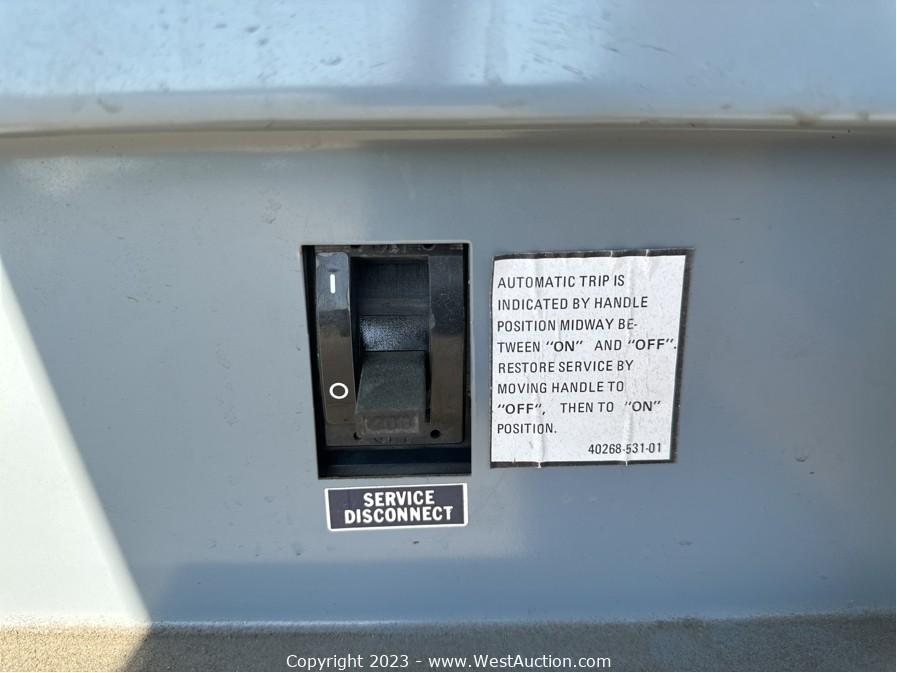 I
O
AUTOMATIC TRIP IS
INDICATED BY HANDLE
POSITION MIDWAY BE-
TWEEN "ON" AND "OFF".
RESTORE SERVICE BY
MOVING HANDLE TO
"OFF", THEN TO "ON"
POSITION.
40268-531-01
SERVICE
DISCONNECT
Copyright 2023 - www.WestAuction.com